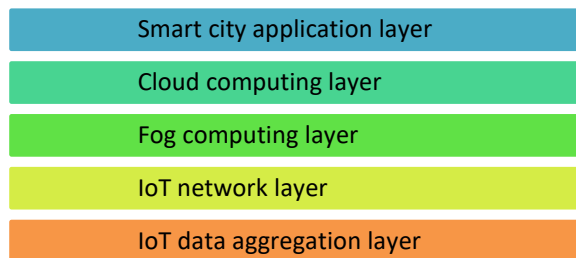 Smart city application layer
Cloud computing layer
Fog computing layer
IoT network layer
IoT data aggregation layer